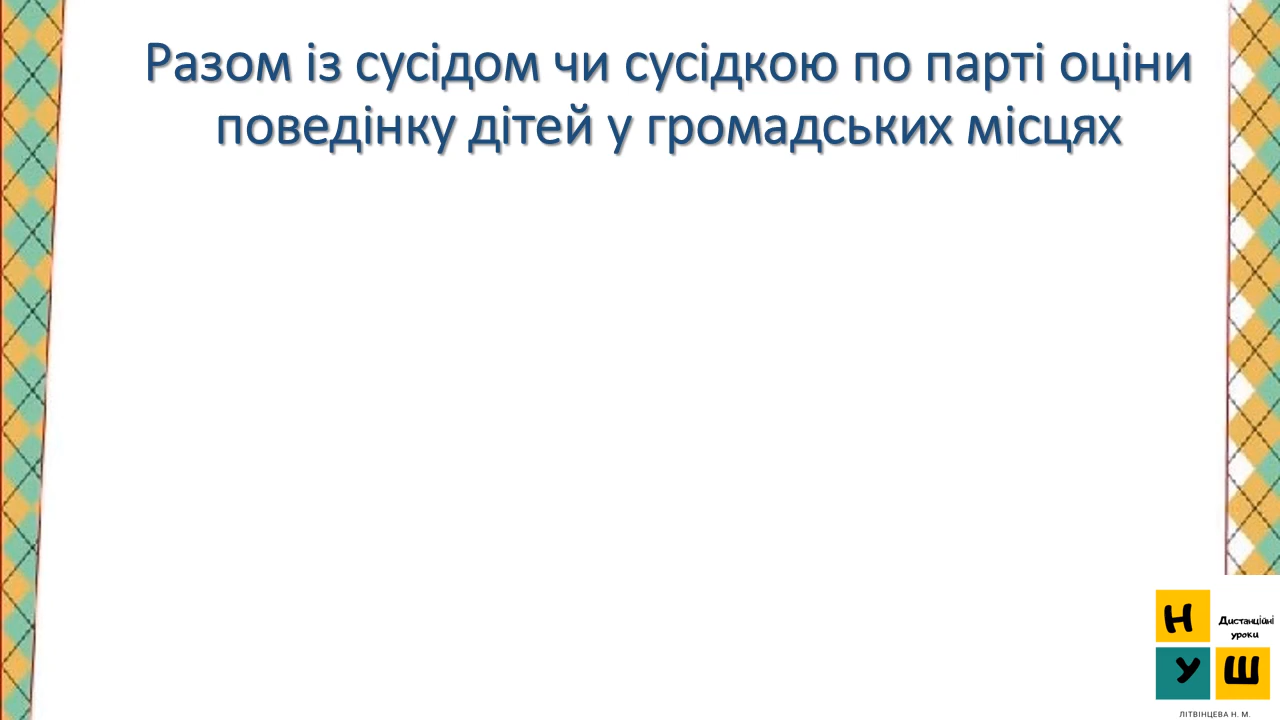 Разом із сусідом чи сусідкою по парті оціни
поведінку дітей у громадських місцях
Н
Дистанційні
уроки
У Ш
ЛІТВІНЦЕВА Н. М.